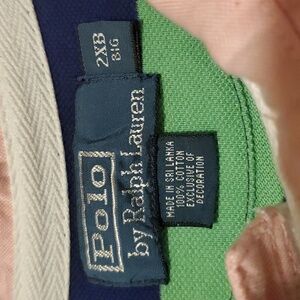 2XB
BIG
Polo
by Ralph Lauren
MADE IN SRI LANKA
100% COTTON
EXCLUSIVE OF
DECORATION